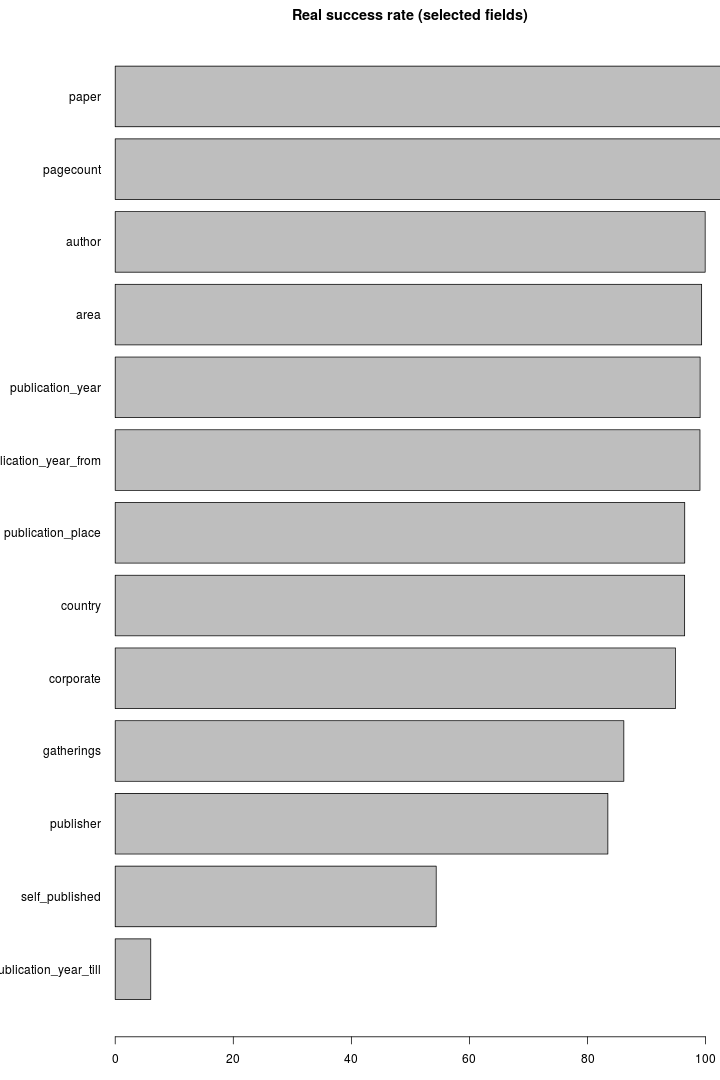 Real success rate (selected fields)
paper
pagecount
author
area
publication_year
lication_year_from
publication_place
country
corporate
gatherings
publisher
self_published
ublication_year_till
0 20 40 60 80 100